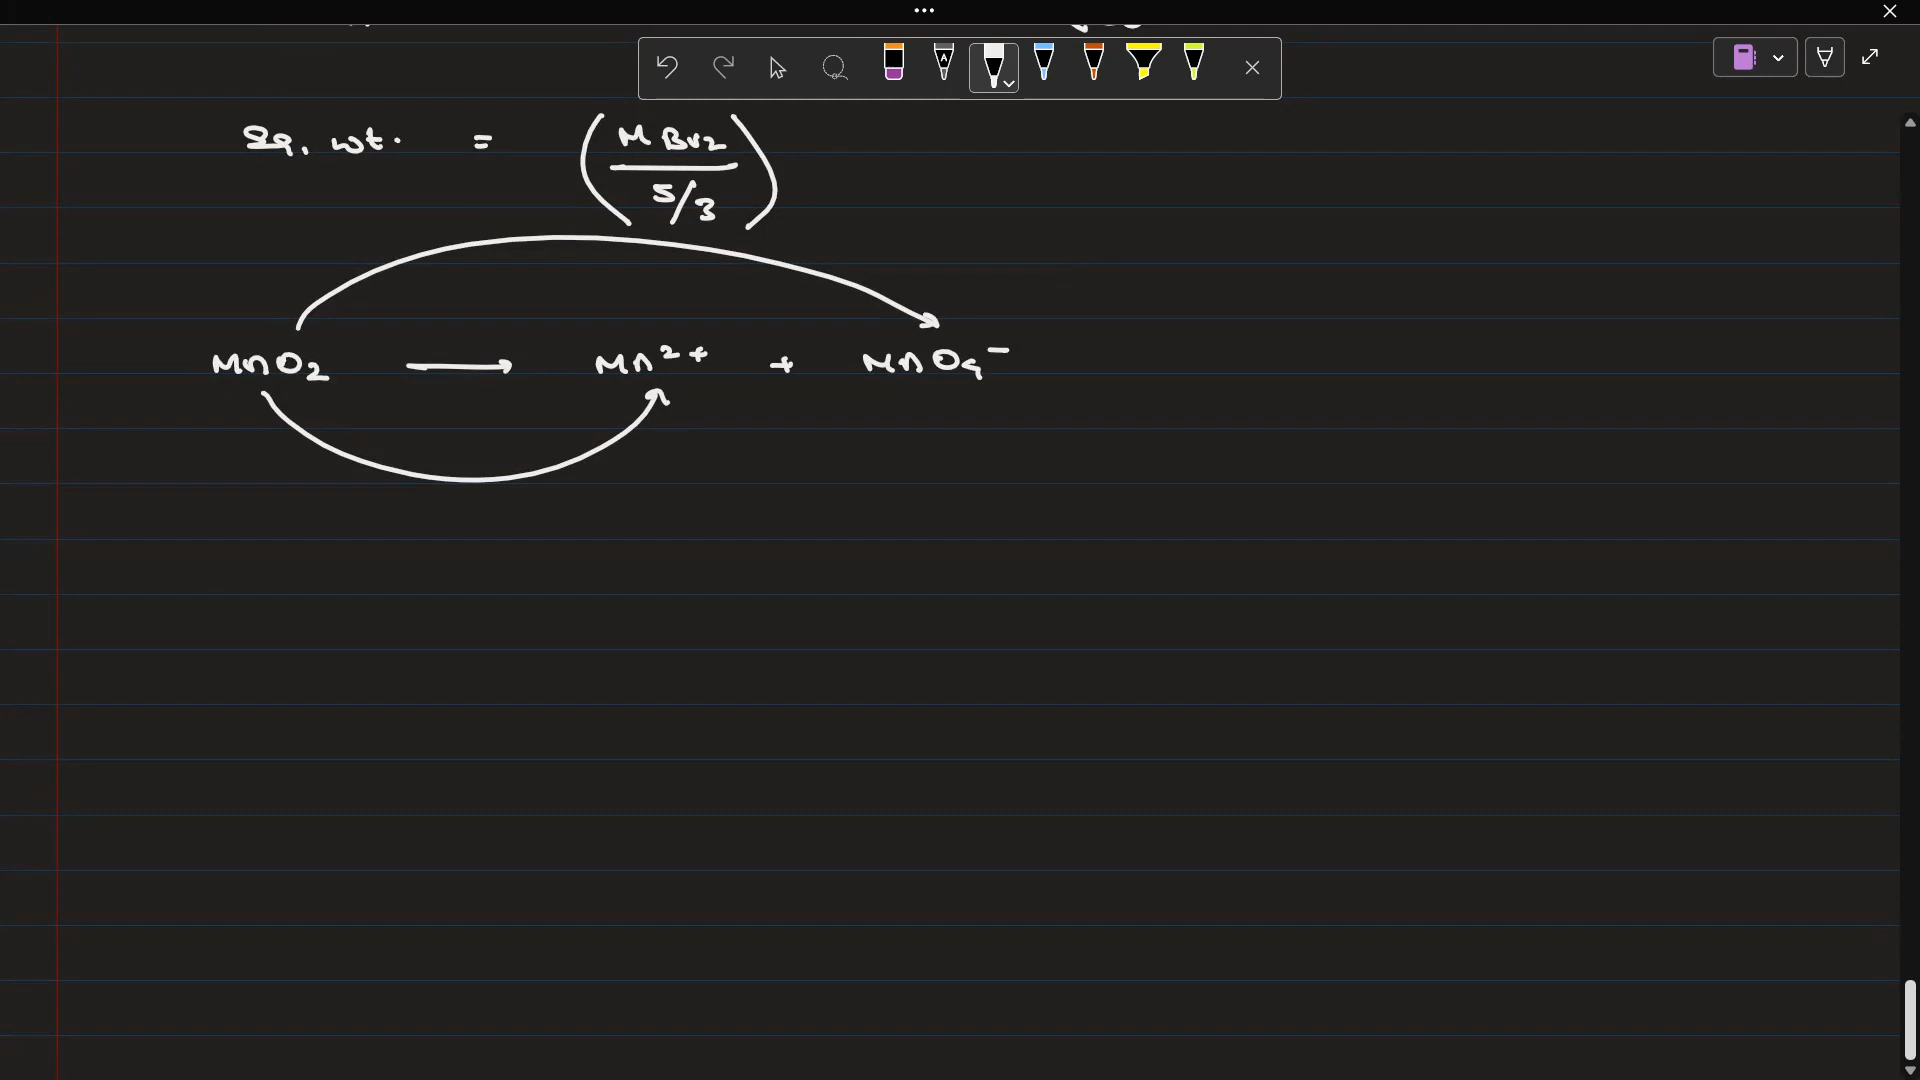 Eq. wt. = (M Br2 / 5/3)
MnO2 ⟶ Mn2+ + MnO4−